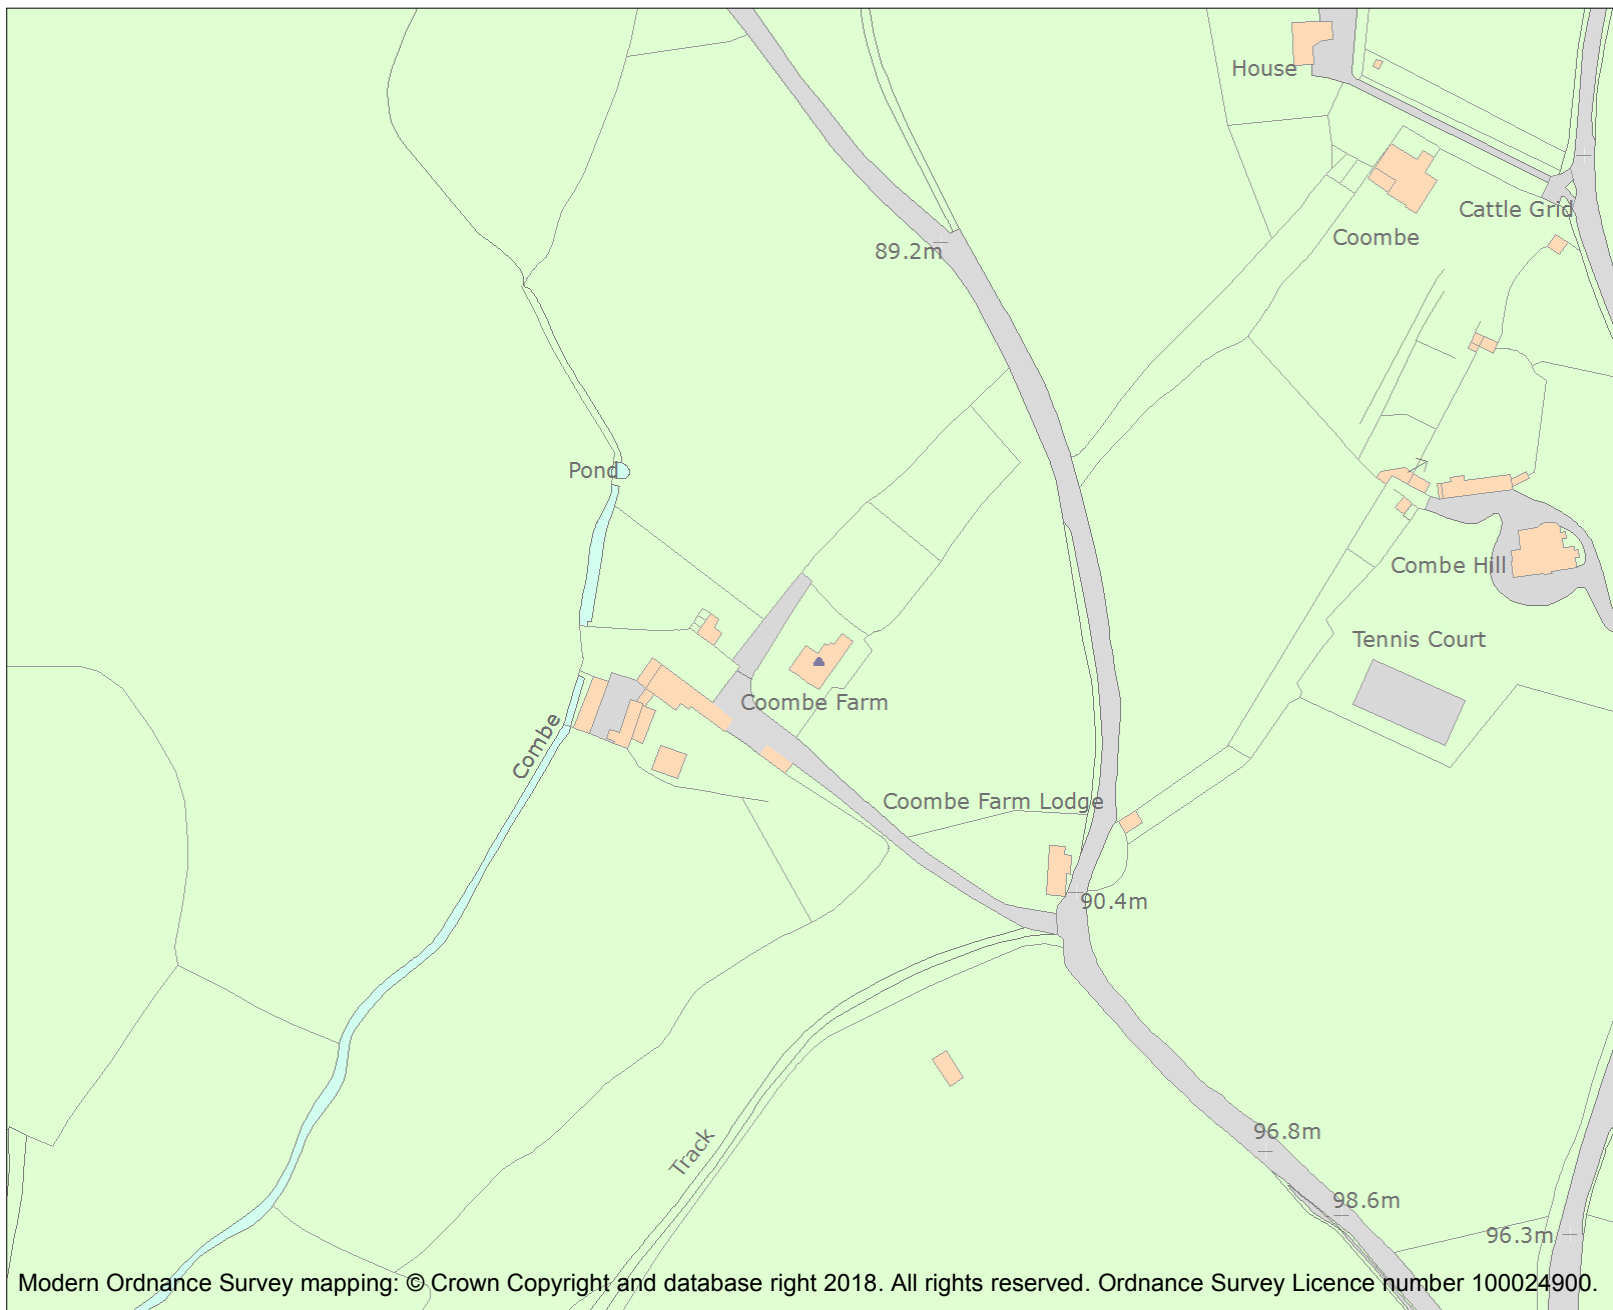 House
Cattle Grid
Coombe
89.2m
Pond
Combe Hill
Tennis Court
Coombe Farm
Combe
Coombe Farm Lodge
90.4m
Track
96.8m
98.6m
96.3m
Modern Ordnance Survey mapping: © Crown Copyright and database right 2018. All rights reserved. Ordnance Survey Licence number 100024900.